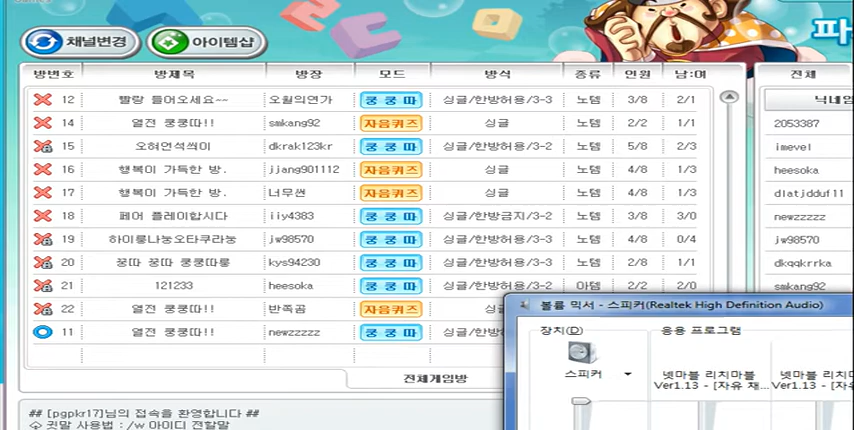 채널변경 아이템샵
파
방번호 방제목 방장 모드 방식 종류 인원 남:여 전체
12 빨랑 들어오세요~~ 오월의연가 쿵쿵따 싱글/한방허용/3-3 노템 3/8 2/1
14 열전 쿵쿵따!! smkang92 자음퀴즈 싱글 노템 2/2 1/1 2053387
15 오혀연석씌미 dkrak123kr 쿵쿵따 싱글/한방허용/3-2 노템 5/8 2/3 imevel
16 행복이 가득한 방. jjang901112 자음퀴즈 싱글 노템 4/8 1/3 heesoka
17 행복이 가득한 방. 너무썬 자음퀴즈 싱글 노템 4/8 1/3 dlatjdduf11
18 페어 플레이합시다 iiy4383 쿵쿵따 싱글/한방금지/3-2 노템 3/8 3/0 newzzzzz
19 하이룽나눙오타쿠라눙 jw98570 쿵쿵따 싱글/한방허용/3-3 노템 4/8 0/4 jw98570
20 꿍따 꿍따 쿵쿵따룽 kys94230 쿵쿵따 싱글/한방허용/3-3 노템 2/8 1/1 dkqqkrrka
21 121233 heesoka 쿵쿵따 싱글/한방허용/3-2 아템 2/2 2/0 smkang92
22 열전 쿵쿵따!! 반쪽곰 자음퀴즈
11 열전 쿵쿵따!! newzzzzz 쿵쿵따 싱글/한방
전체게임방
볼륨 믹서 - 스피커(Realtek High Definition Audio)
장치(D) 응용 프로그램
스피커
넷마블 리치마블 넷마블 리치마블
Ver1.13 - [자유 채... Ver1.13 - [자유
## [pgpkr17]님의 접속을 환영합니다 ##
귓말 사용법 : /w 아이디 전할말